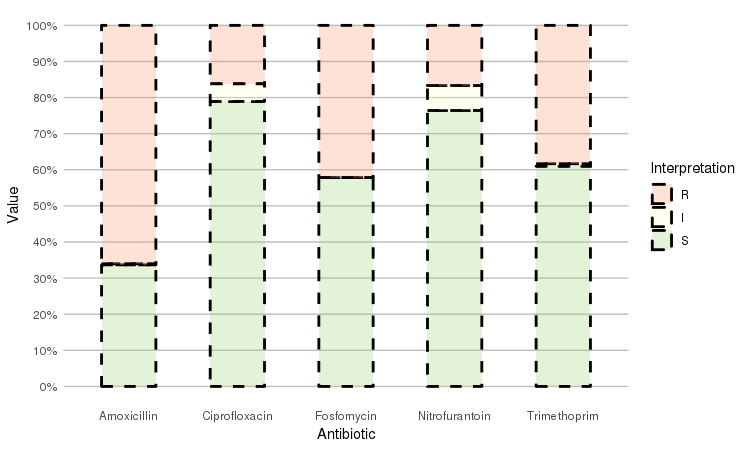 100%
90%
80%
70%
60%
50%
40%
30%
20%
10%
0%
Value
Amoxicillin Ciprofloxacin Fosfomycin Nitrofurantoin Trimethoprim
Antibiotic
Interpretation
R
I
S